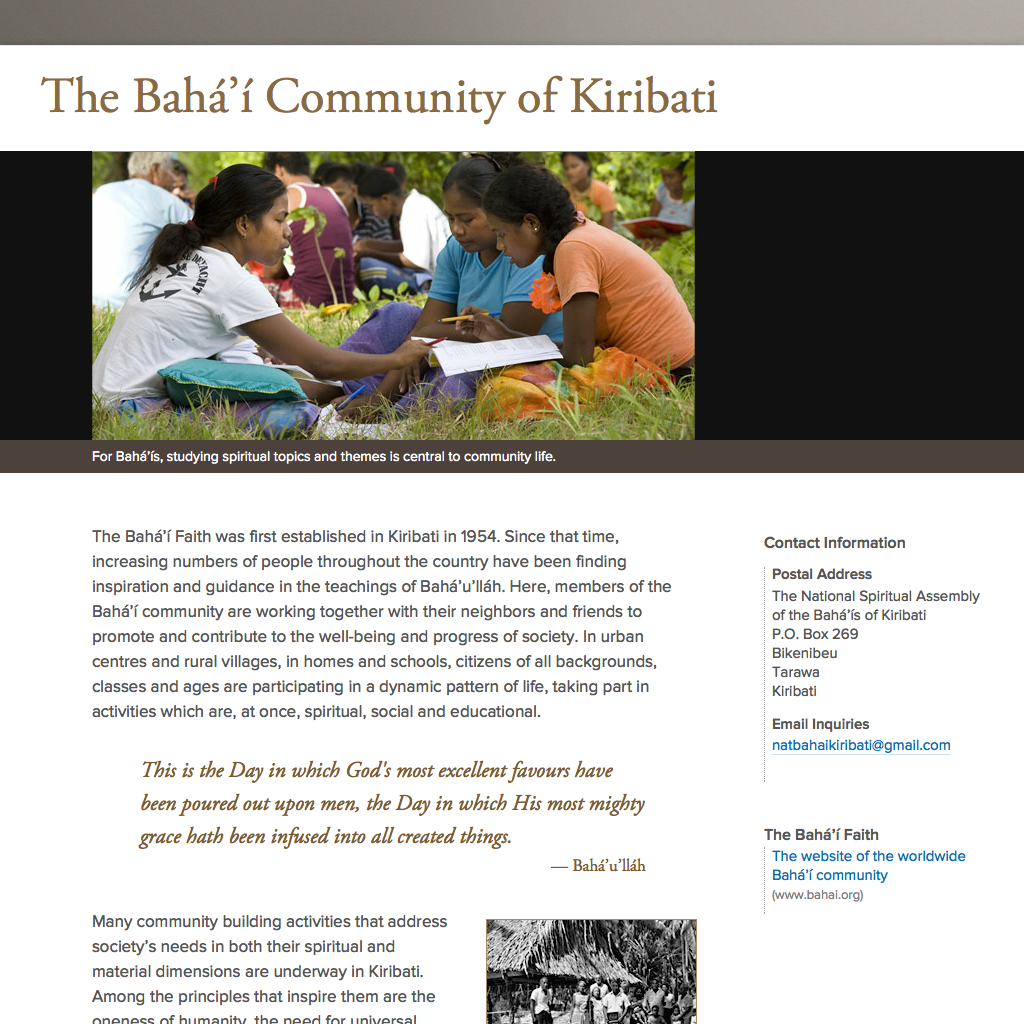 The Bahá’í Community of Kiribati
DETACHT
For Bahá’ís, studying spiritual topics and themes is central to community life.
The Bahá’í Faith was first established in Kiribati in 1954. Since that time,
increasing numbers of people throughout the country have been finding
inspiration and guidance in the teachings of Bahá’u’lláh. Here, members of the
Bahá’í community are working together with their neighbors and friends to
promote and contribute to the well-being and progress of society. In urban
centres and rural villages, in homes and schools, citizens of all backgrounds,
classes and ages are participating in a dynamic pattern of life, taking part in
activities which are, at once, spiritual, social and educational.
This is the Day in which God's most excellent favours have
been poured out upon men, the Day in which His most mighty
grace hath been infused into all created things.
— Bahá’u’lláh
Many community building activities that address
society’s needs in both their spiritual and
material dimensions are underway in Kiribati.
Among the principles that inspire them are the
oneness of humanity, the need for universal
Contact Information
Postal Address
The National Spiritual Assembly
of the Bahá’ís of Kiribati
P.O. Box 269
Bikenibeu
Tarawa
Kiribati
Email Inquiries
natbahaikiribati@gmail.com
The Bahá’í Faith
The website of the worldwide
Bahá’í community
(www.bahai.org)